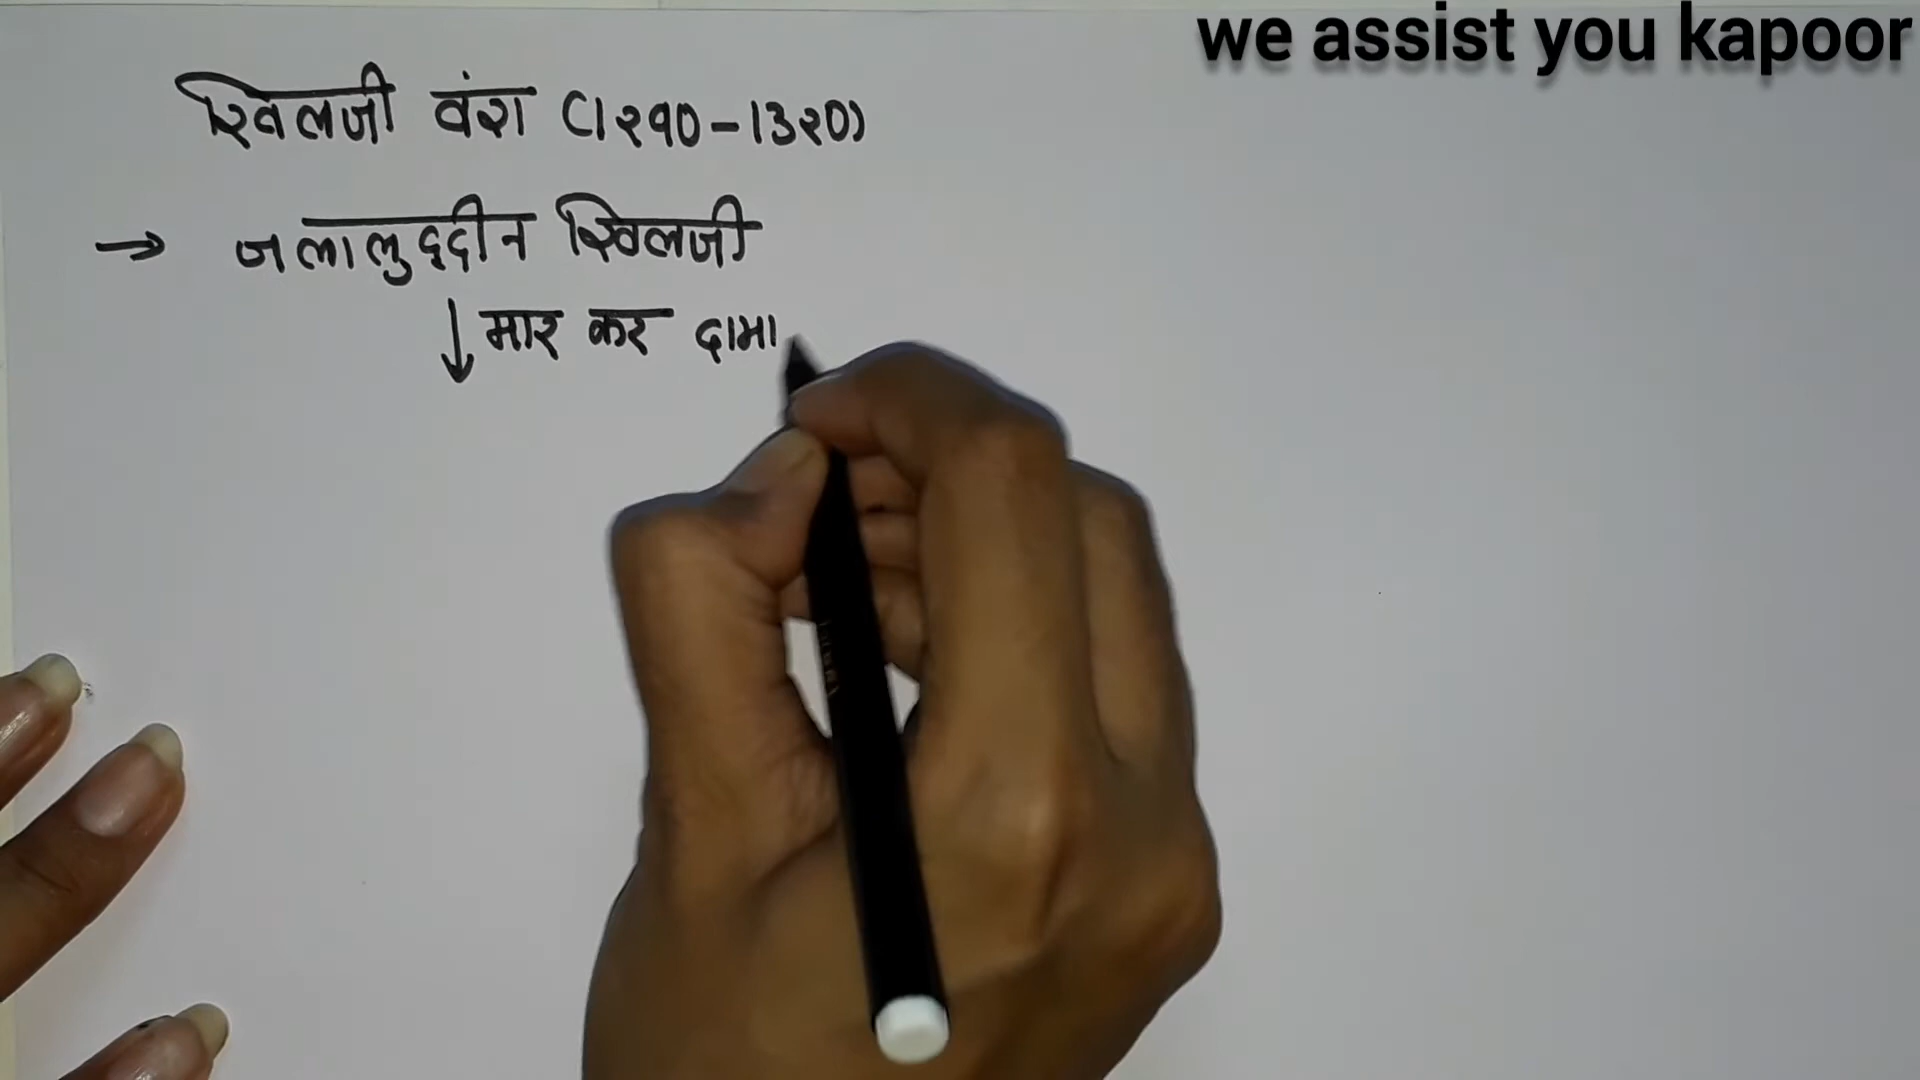 we assist you kapoor
खिलजी वंश (1290-1320)
→ जलालुद्दीन खिलजी
↓ मार कर दामा